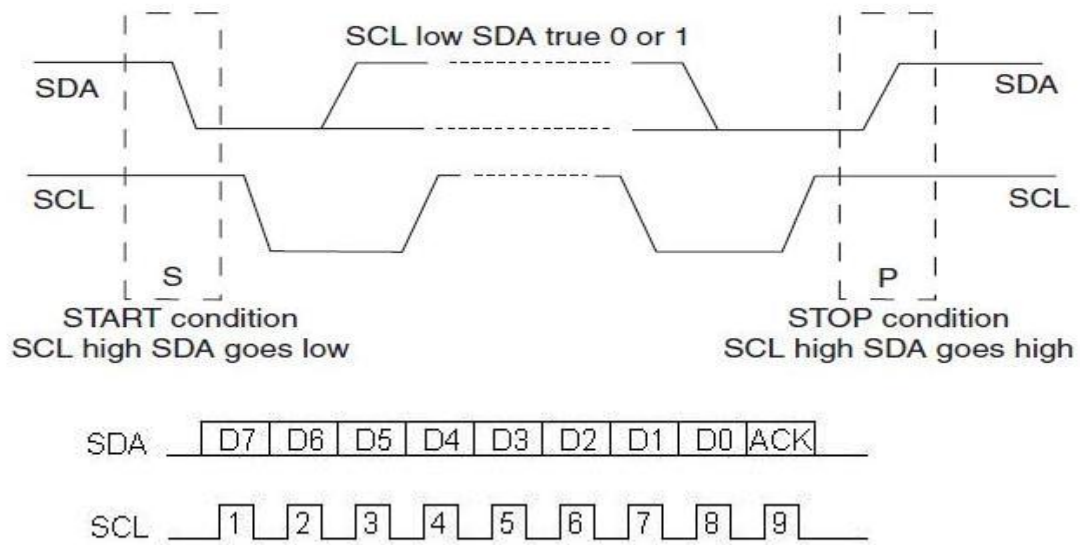 SCL low SDA true 0 or 1
SDA
SDA
SCL
SCL
S
P
START condition
SCL high SDA goes low
STOP condition
SCL high SDA goes high
SDA D7 D6 D5 D4 D3 D2 D1 D0 ACK
SCL 1 2 3 4 5 6 7 8 9